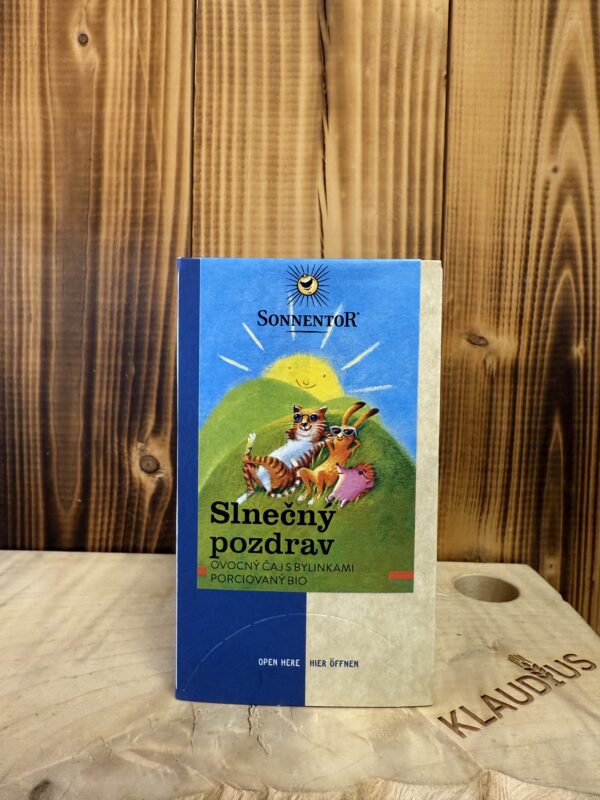 SONNENTOR
Slnečný
pozdrav
OVOCNÝ ČAJ S BYLINKAMI
PORCIOVANÝ BIO
OPEN HERE HIER ÖFFNEN
KLAUDIUS